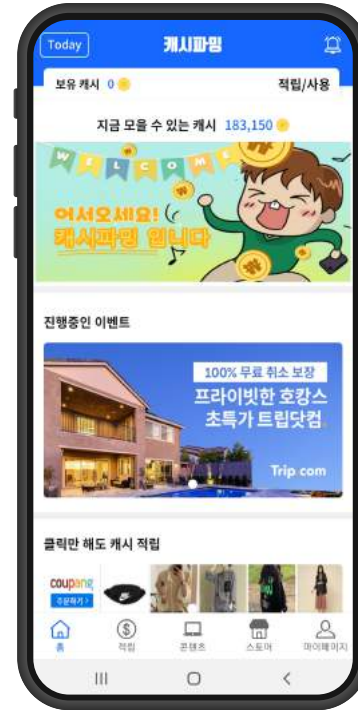 Today
캐시파밍
보유 캐시 0
적립/사용
지금 모을 수 있는 캐시 183,150
WELCOME
어서오세요!
캐시파밍 입니다
진행중인 이벤트
100% 무료 취소 보장
프라이빗한 호캉스
초특가 트립닷컴
Trip com
클릭만 해도 캐시 적립
coupang
주문하기 >
홈
적립
콘텐츠
스토어
마이페이지